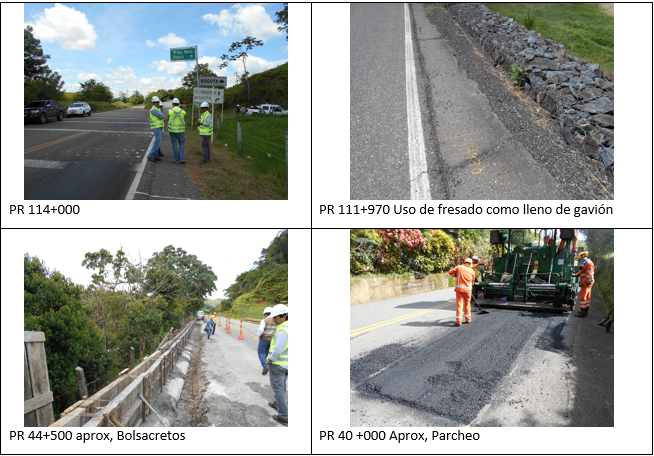 BOGOTA
PR 114+000
PR 111+970 Uso de fresado como lleno de gavión
PR 44+500 aprox, Bolsacretos
PR 40 +000 Aprox, Parcheo